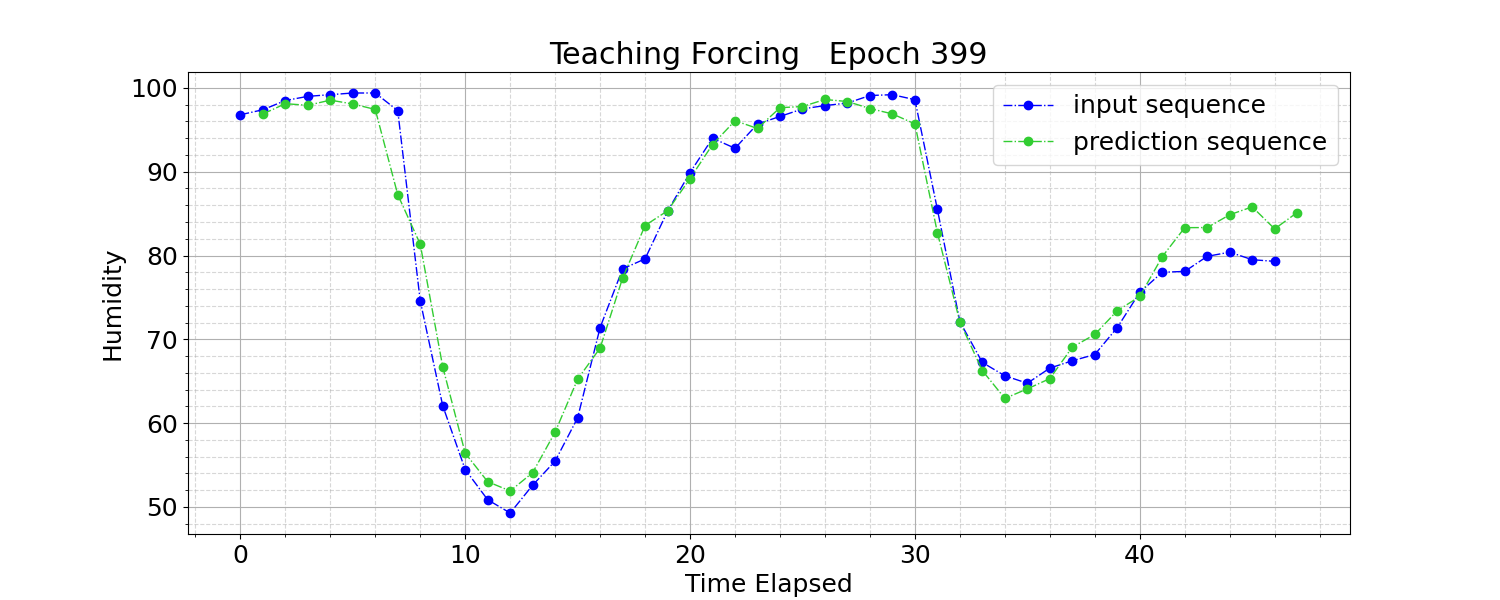 Teaching Forcing   Epoch 399
input sequence
prediction sequence
Humidity
100
90
80
70
60
50
0 10 20 30 40
Time Elapsed